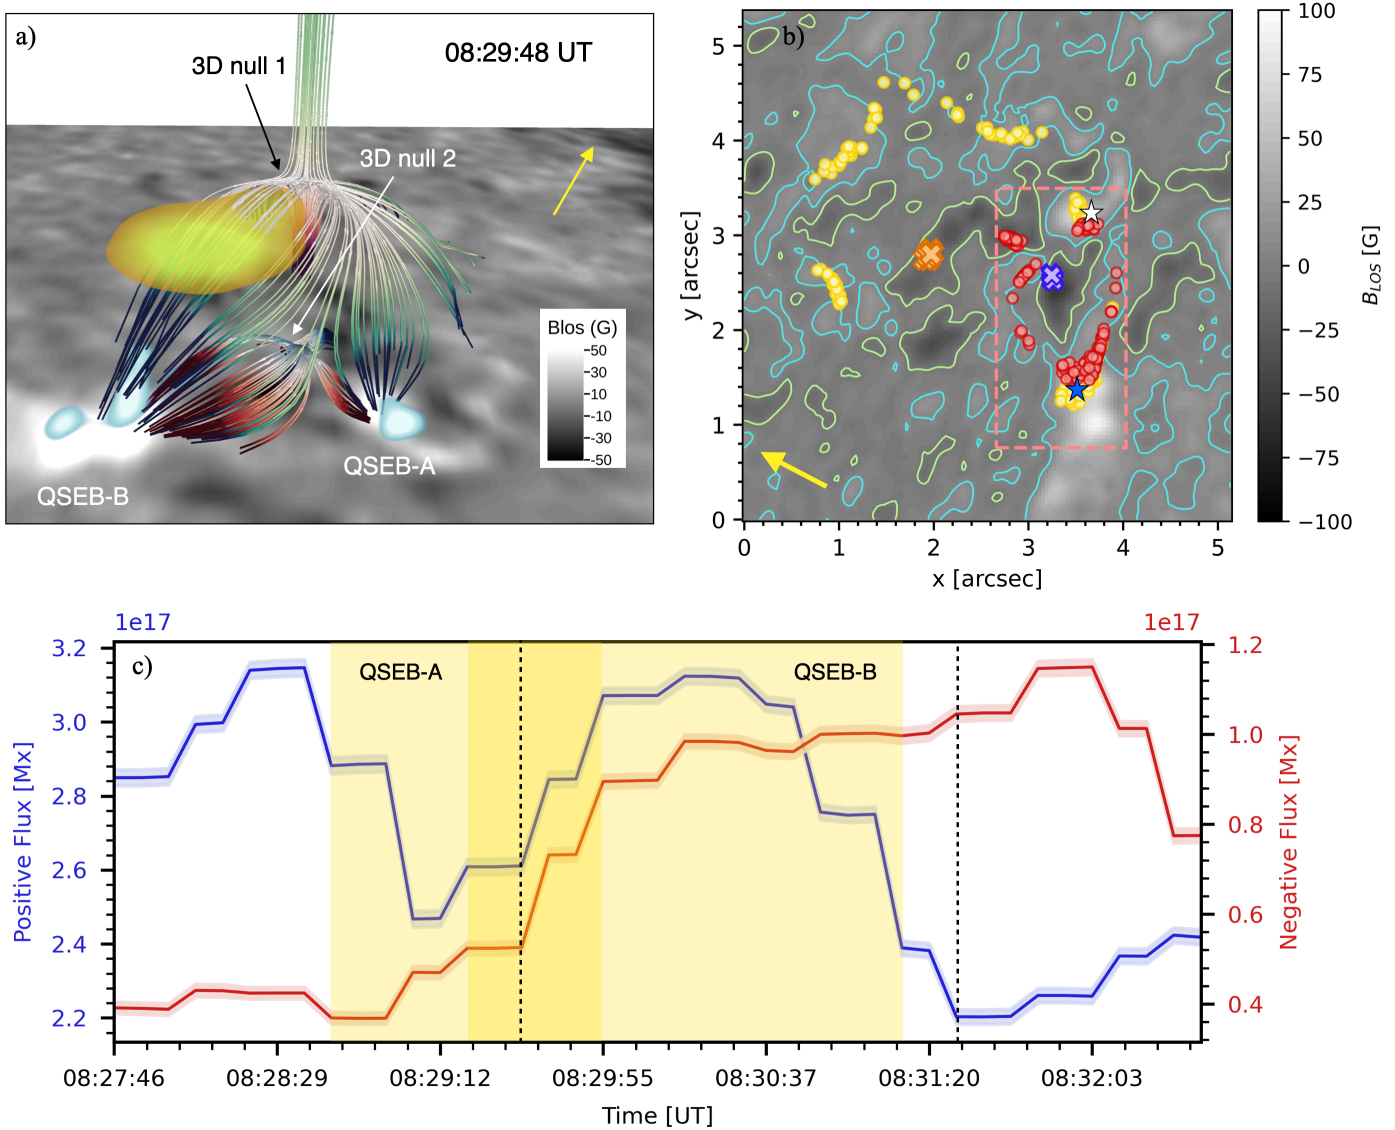 a)
08:29:48 UT
3D null 1
3D null 2
Blos (G)
50
30
10
-10
-30
-50
QSEB-A
QSEB-B
b)
5
4
3
2
1
0
y [arcsec]
0 1 2 3 4 5
x [arcsec]
100
75
50
25
0
−25
−50
−75
−100
B_LOS [G]
1e17
1e17
c)
QSEB-A
QSEB-B
3.2
3.0
2.8
2.6
2.4
2.2
Positive Flux [Mx]
1.2
1.0
0.8
0.6
0.4
Negative Flux [Mx]
08:27:46 08:28:29 08:29:12 08:29:55 08:30:37 08:31:20 08:32:03
Time [UT]